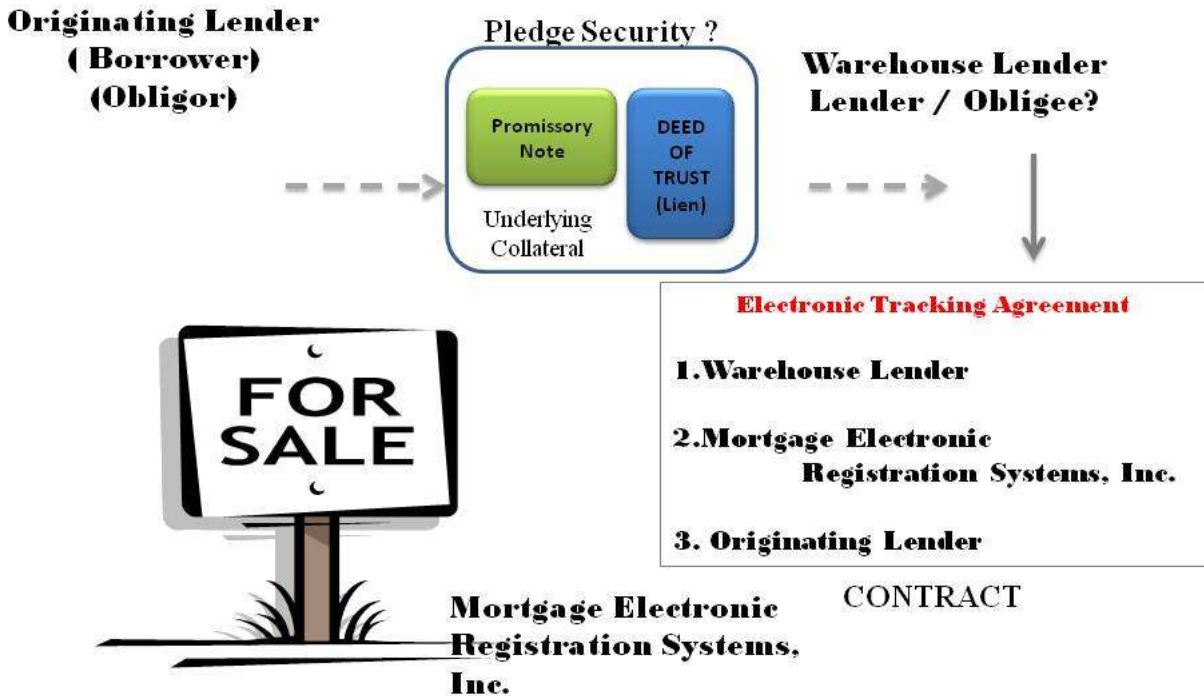 Originating Lender
( Borrower)
(Obligor)
Pledge Security ?
Promissory
Note
DEED
OF
TRUST
(Lien)
Underlying
Collateral
Warehouse Lender
Lender / Obligee?
Electronic Tracking Agreement
1.Warehouse Lender
2.Mortgage Electronic
Registration Systems, Inc.
3. Originating Lender
CONTRACT
FOR
SALE
Mortgage Electronic
Registration Systems,
Inc.